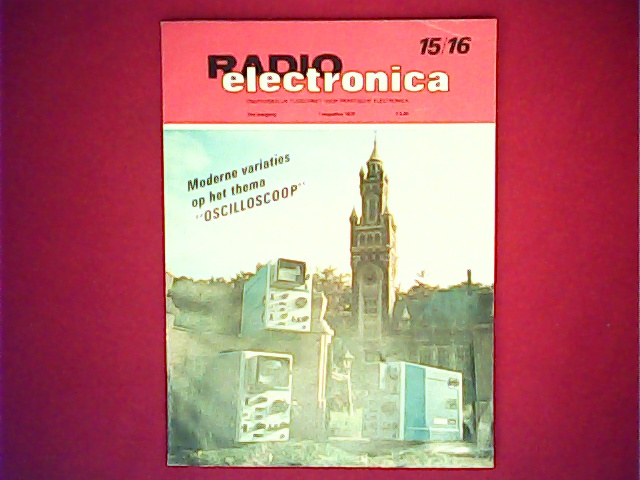 15/16
RADIO
electronica
Moderne variaties
op het thema
"OSCILLOSCOOP"